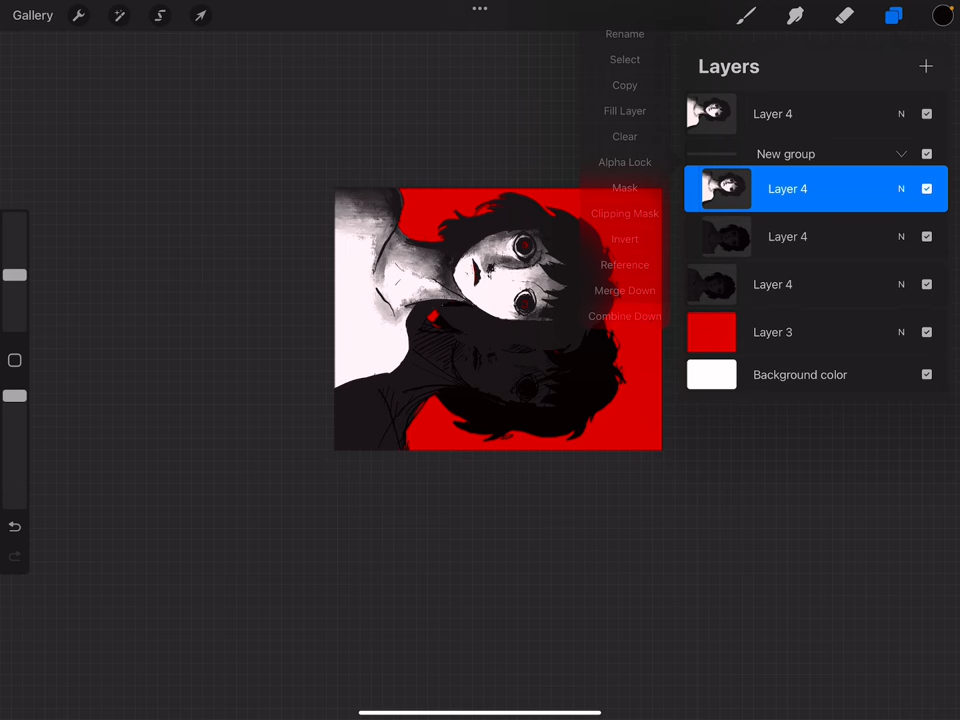 Gallery
Rename
Select
Copy
Fill Layer
Clear
Alpha Lock
Mask
Clipping Mask
Invert
Reference
Merge Down
Combine Down
Layers
Layer 4 N
New group
Layer 4 N
Layer 4 N
Layer 4 N
Layer 3 N
Background color